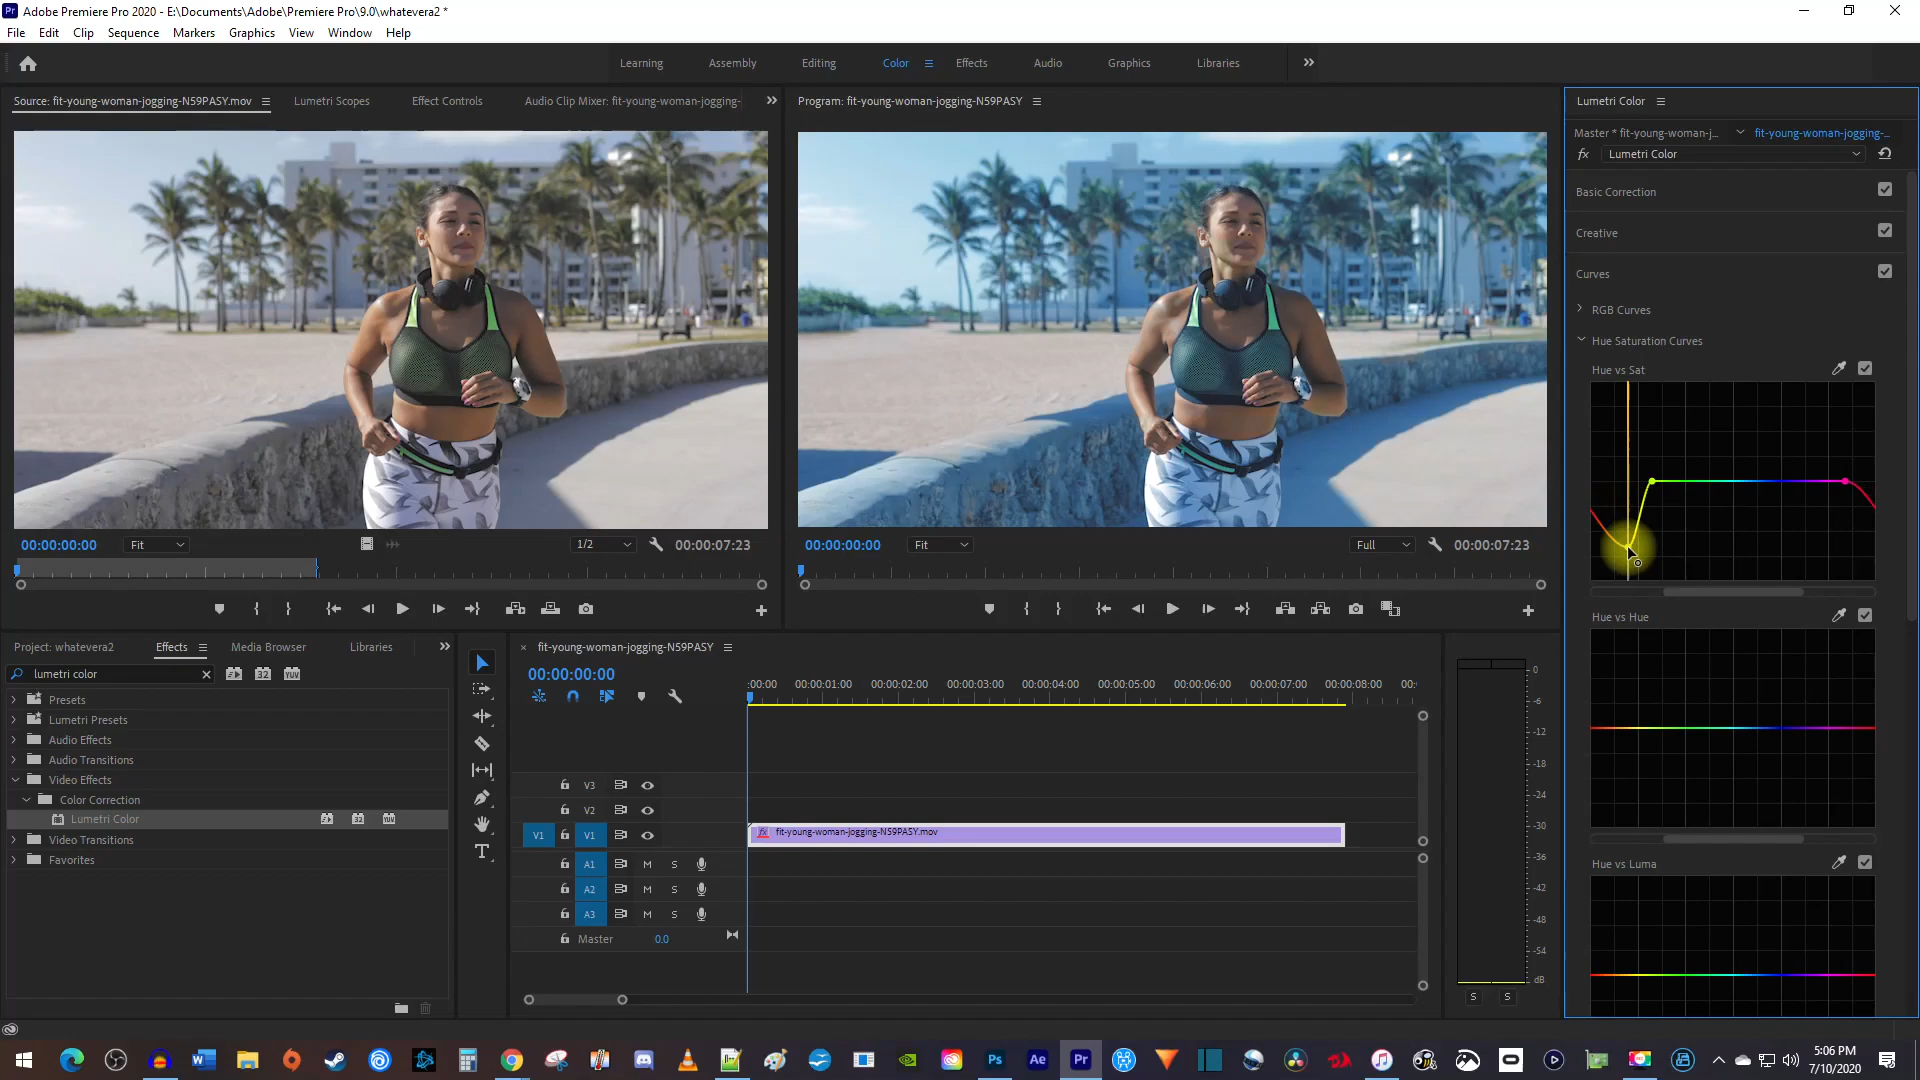 Adobe Premiere Pro 2020 - E:\Documents\Adobe\Premiere Pro\9.0\whatevera2 *
File Edit Clip Sequence Markers Graphics View Window Help
Learning Assembly Editing Color Effects Audio Graphics Libraries
Source: fit-young-woman-jogging-N59PASY.mov Lumetri Scopes Effect Controls Audio Clip Mixer: fit-young-woman-jogging-
Program: fit-young-woman-jogging-N59PASY
Lumetri Color
Master * fit-young-woman-j... fit-young-woman-jogging-...
fx Lumetri Color
Basic Correction
Creative
Curves
RGB Curves
Hue Saturation Curves
Hue vs Sat
Hue vs Hue
Hue vs Luma
00:00:00:00 Fit 1/2 00:00:07:23
00:00:00:00 Fit Full 00:00:07:23
Project: whatevera2 Effects Media Browser Libraries
lumetri color
32 YUV
Presets
Lumetri Presets
Audio Effects
Audio Transitions
Video Effects
Color Correction
Lumetri Color
32 YUV
Video Transitions
Favorites
fit-young-woman-jogging-N59PASY
00:00:00:00
:00:00 00:00:01:00 00:00:02:00 00:00:03:00 00:00:04:00 00:00:05:00 00:00:06:00 00:00:07:00 00:00:08:00 00:
V3
V2
V1 V1 fx fit-young-woman-jogging-N59PASY.mov
A1 M S
A2 M S
A3 M S
Master 0.0
0
-6
-12
-18
-24
-30
-36
-42
-48
-54
dB
S S
Ps Ae Pr
5:06 PM
7/10/2020